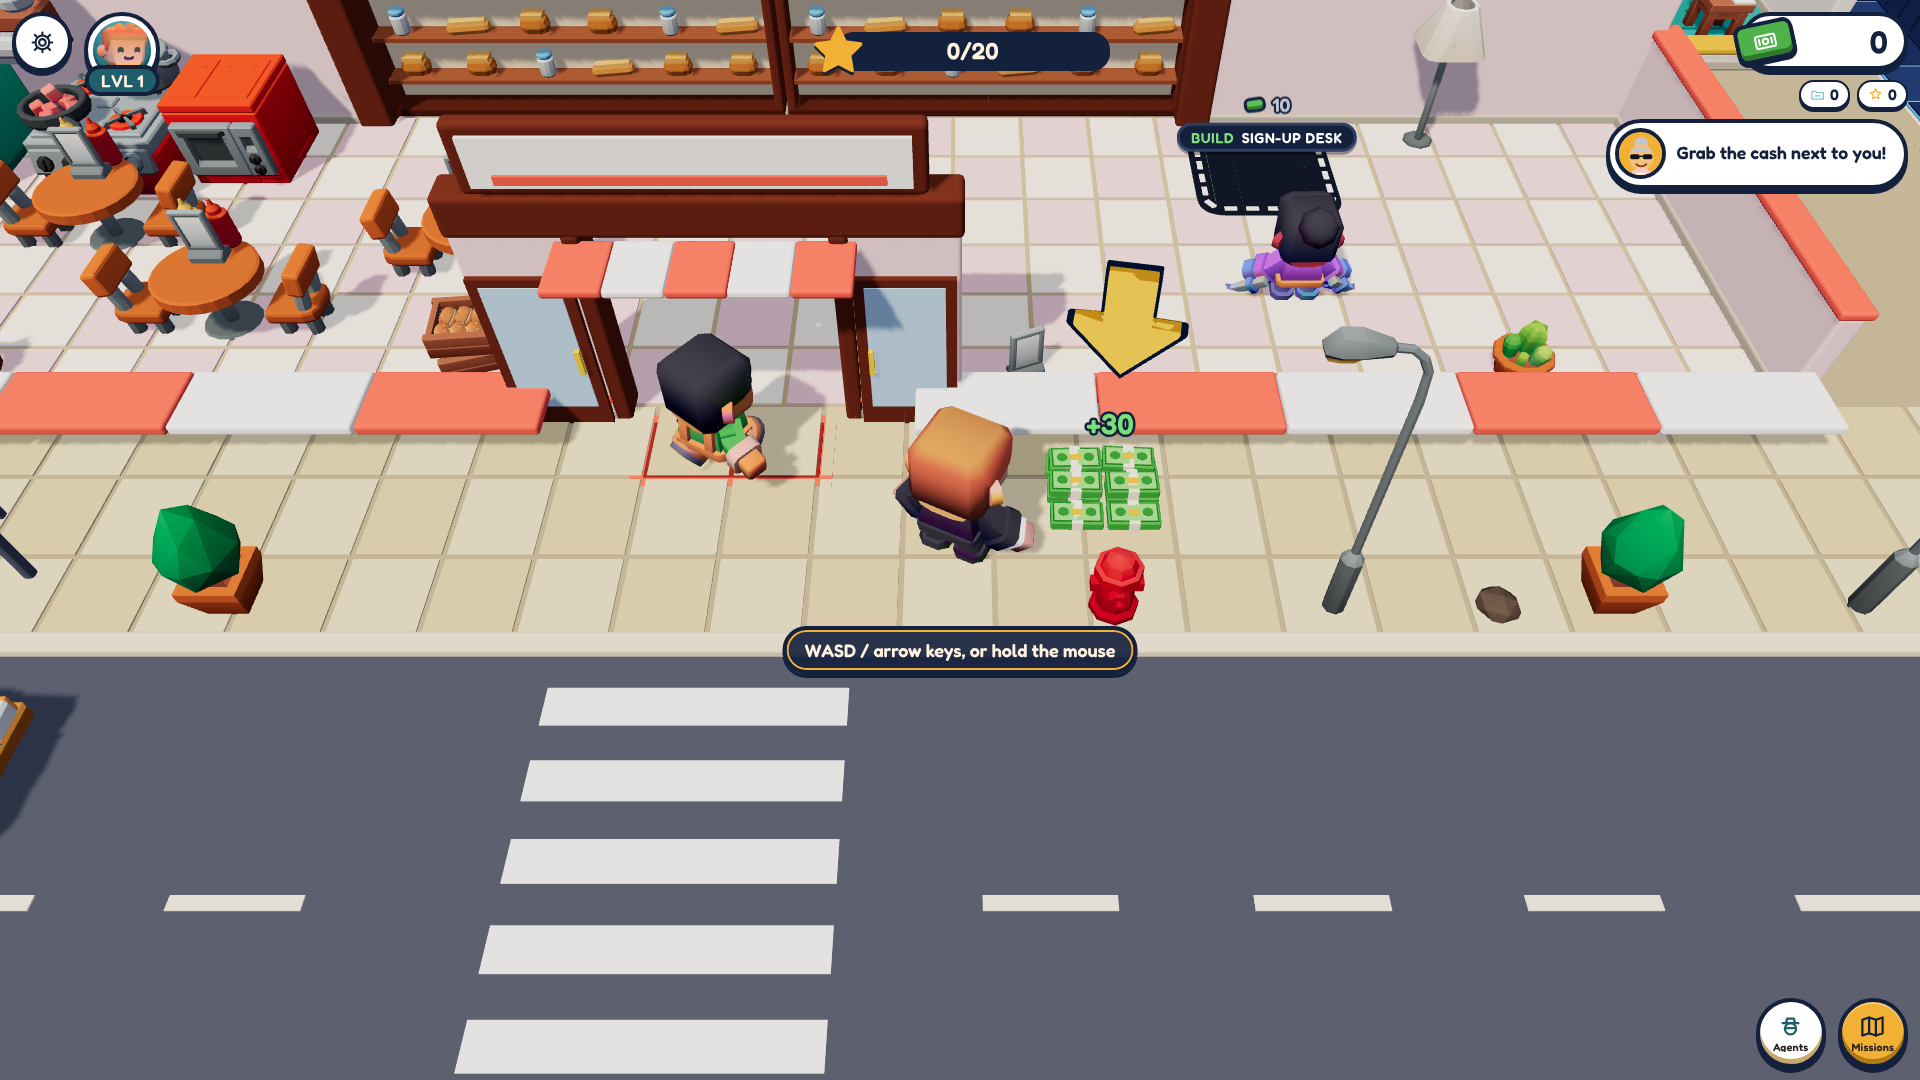 LVL 1
0/20
0
0
0
10
BUILD SIGN-UP DESK
Grab the cash next to you!
+30
WASD / arrow keys, or hold the mouse
Agents
Missions